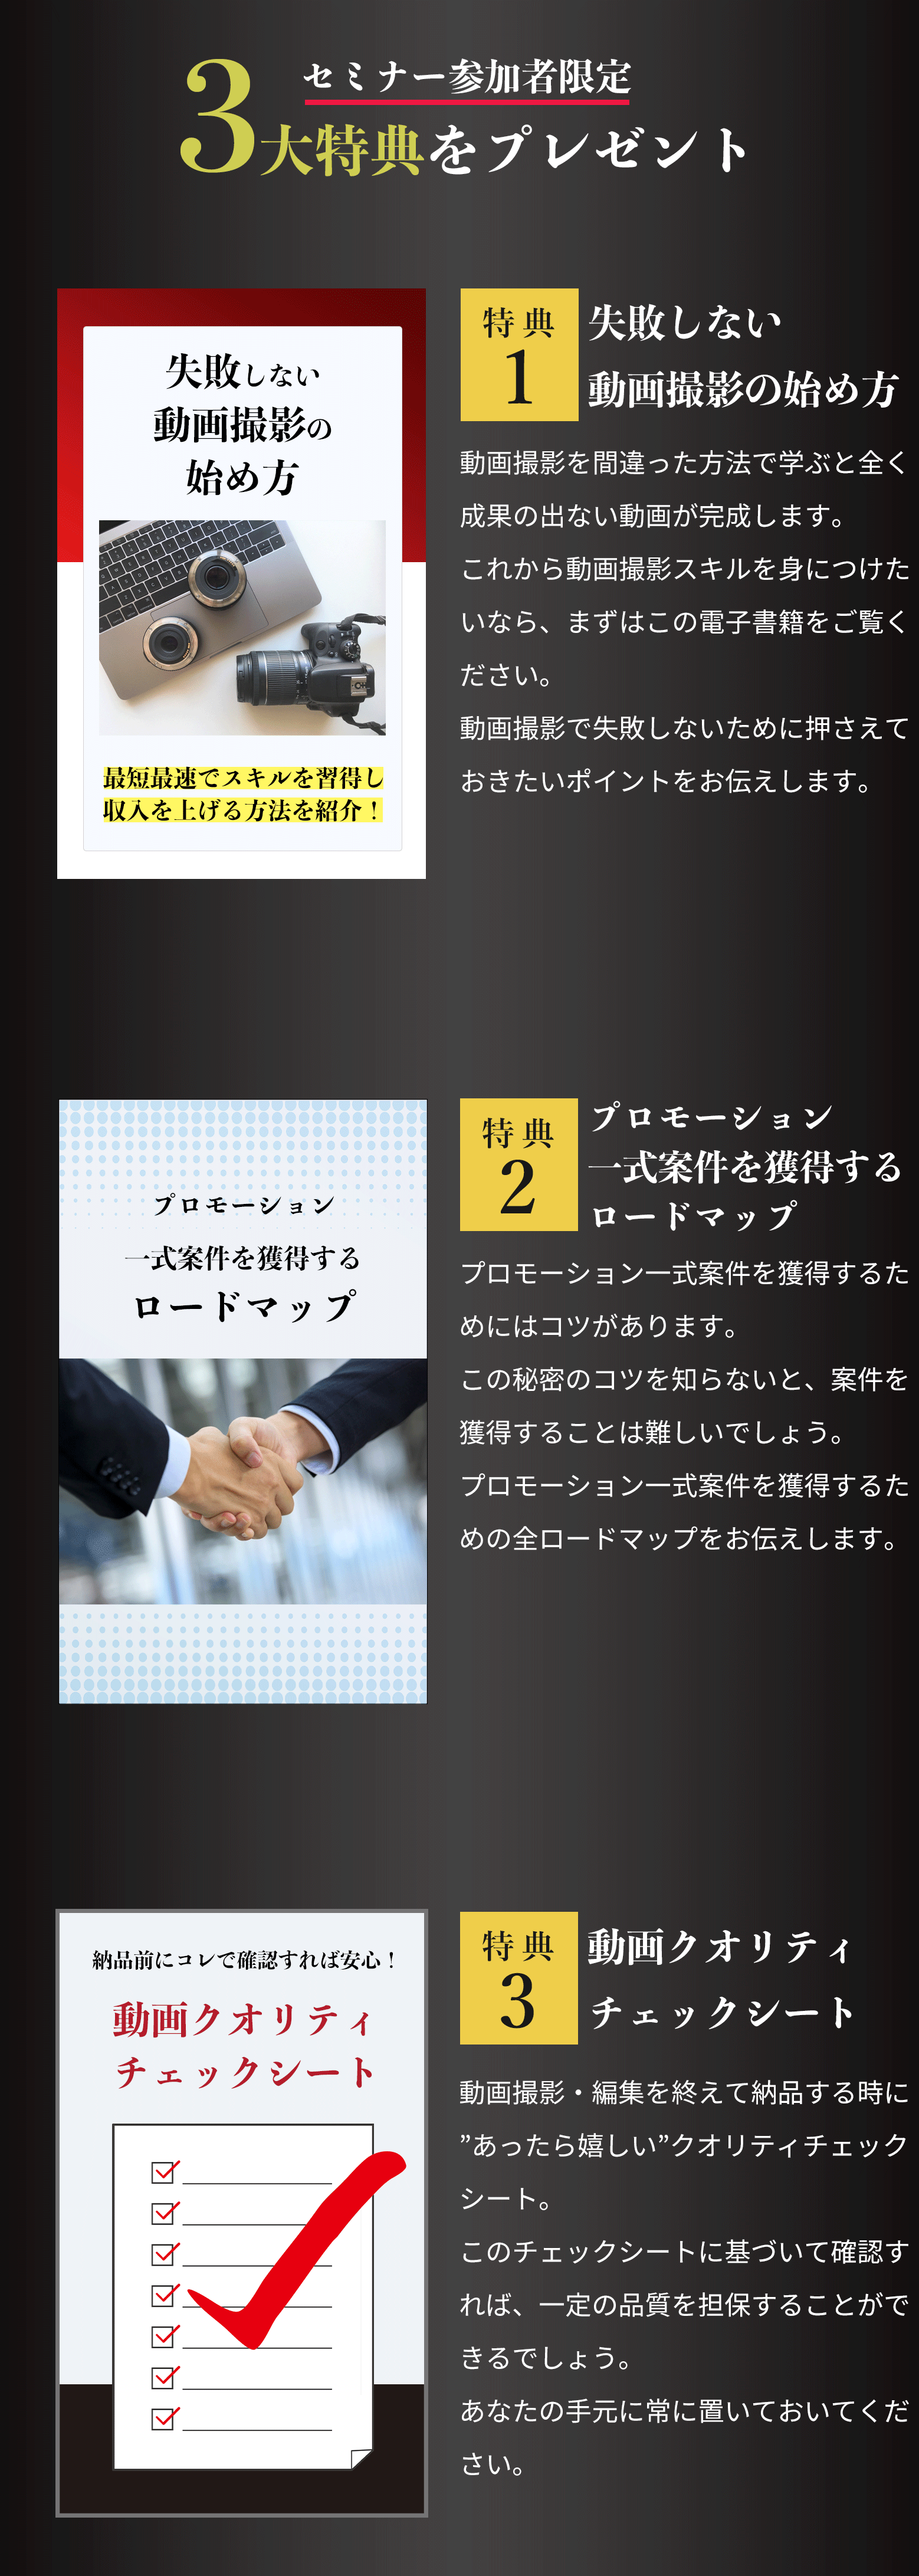 セミナー参加者限定
3大特典をプレゼント
失敗しない
動画撮影の
始め方
最短最速でスキルを習得し
収入を上げる方法を紹介！
特典
1
失敗しない
動画撮影の始め方
動画撮影を間違った方法で学ぶと全く
成果の出ない動画が完成します。
これから動画撮影スキルを身につけた
いなら、まずはこの電子書籍をご覧く
ださい。
動画撮影で失敗しないために押さえて
おきたいポイントをお伝えします。
プロモーション
一式案件を獲得する
ロードマップ
特典
2
プロモーション
一式案件を獲得する
ロードマップ
プロモーション一式案件を獲得するた
めにはコツがあります。
この秘密のコツを知らないと、案件を
獲得することは難しいでしょう。
プロモーション一式案件を獲得するた
めの全ロードマップをお伝えします。
納品前にコレで確認すれば安心！
動画クオリティ
チェックシート
特典
3
動画クオリティ
チェックシート
動画撮影・編集を終えて納品する時に
”あったら嬉しい”クオリティチェック
シート。
このチェックシートに基づいて確認す
れば、一定の品質を担保することがで
きるでしょう。
あなたの手元に常に置いておいてくだ
さい。